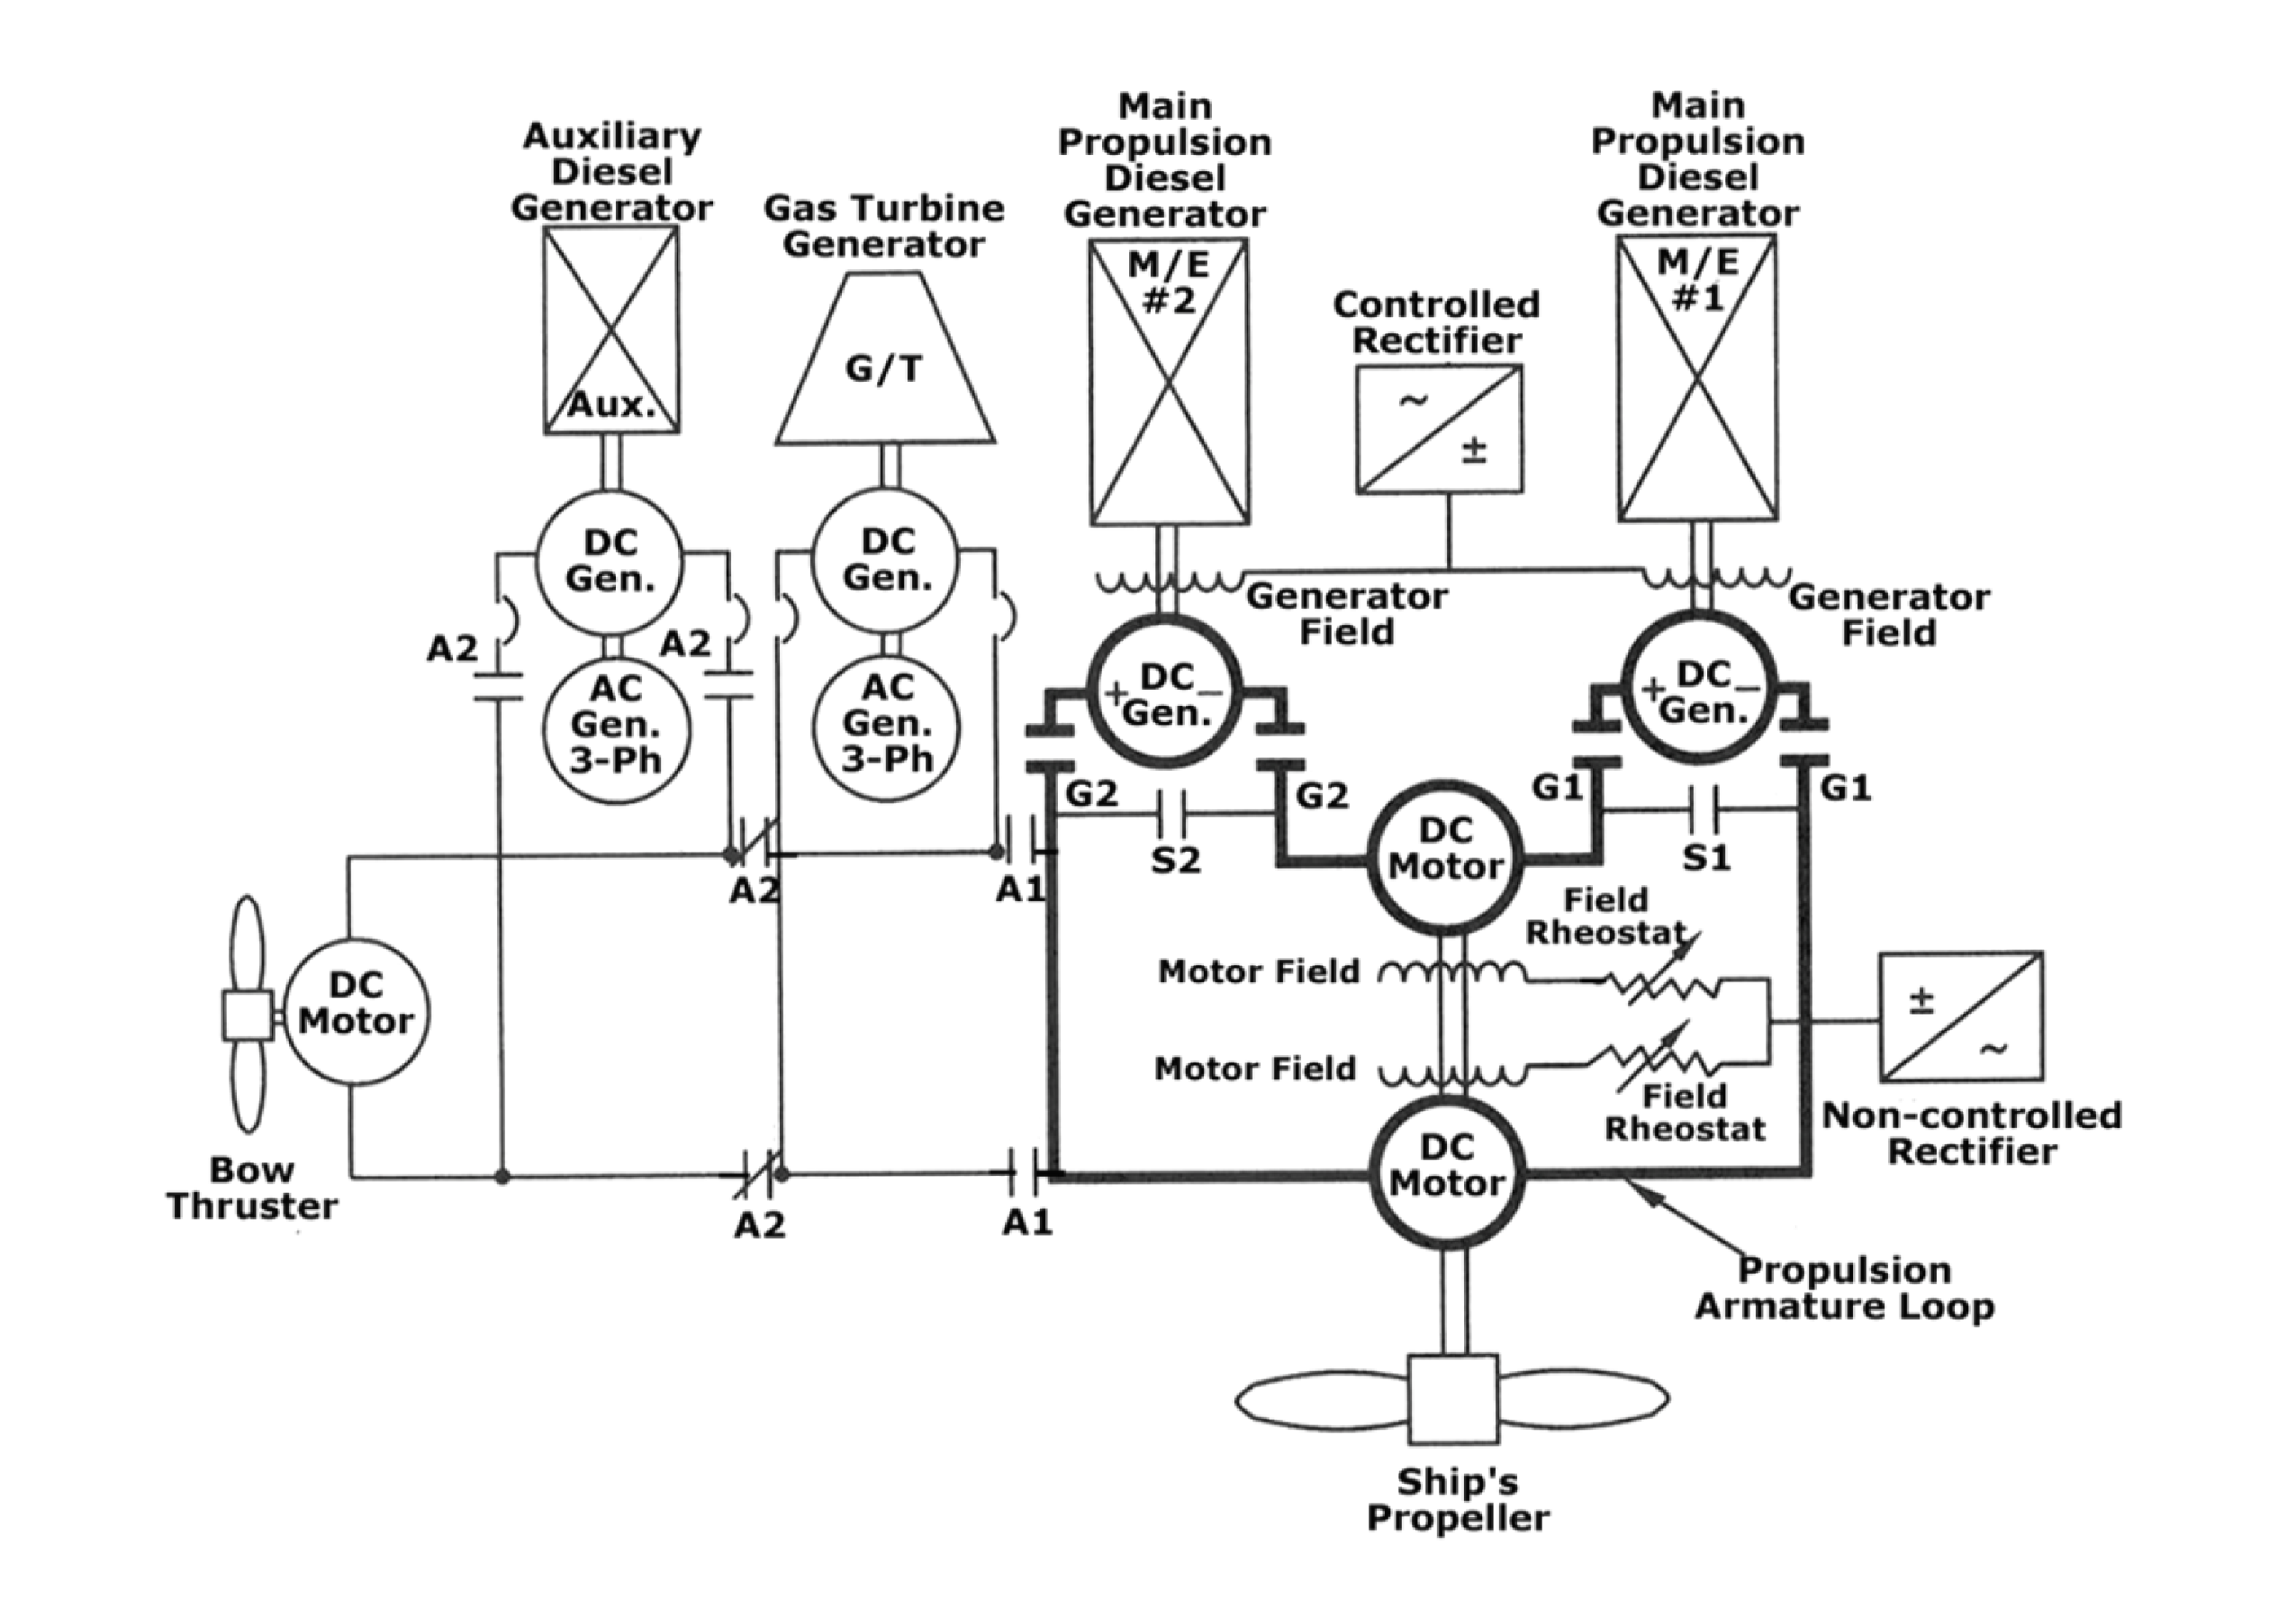 Auxiliary
Diesel
Generator
Aux.
DC
Gen.
A2
A2
AC
Gen.
3-Ph
Gas Turbine
Generator
G/T
DC
Gen.
AC
Gen.
3-Ph
Main
Propulsion
Diesel
Generator
M/E
#2
Controlled
Rectifier
~
±
Main
Propulsion
Diesel
Generator
M/E
#1
Generator
Field
Generator
Field
+ DC –
Gen.
+ DC –
Gen.
G2
G2
S2
G1
G1
S1
A2
A1
DC
Motor
Field
Rheostat
Motor Field
Motor Field
Field
Rheostat
±
~
Non-controlled
Rectifier
DC
Motor
Bow
Thruster
A2
A1
DC
Motor
Propulsion
Armature Loop
Ship's
Propeller